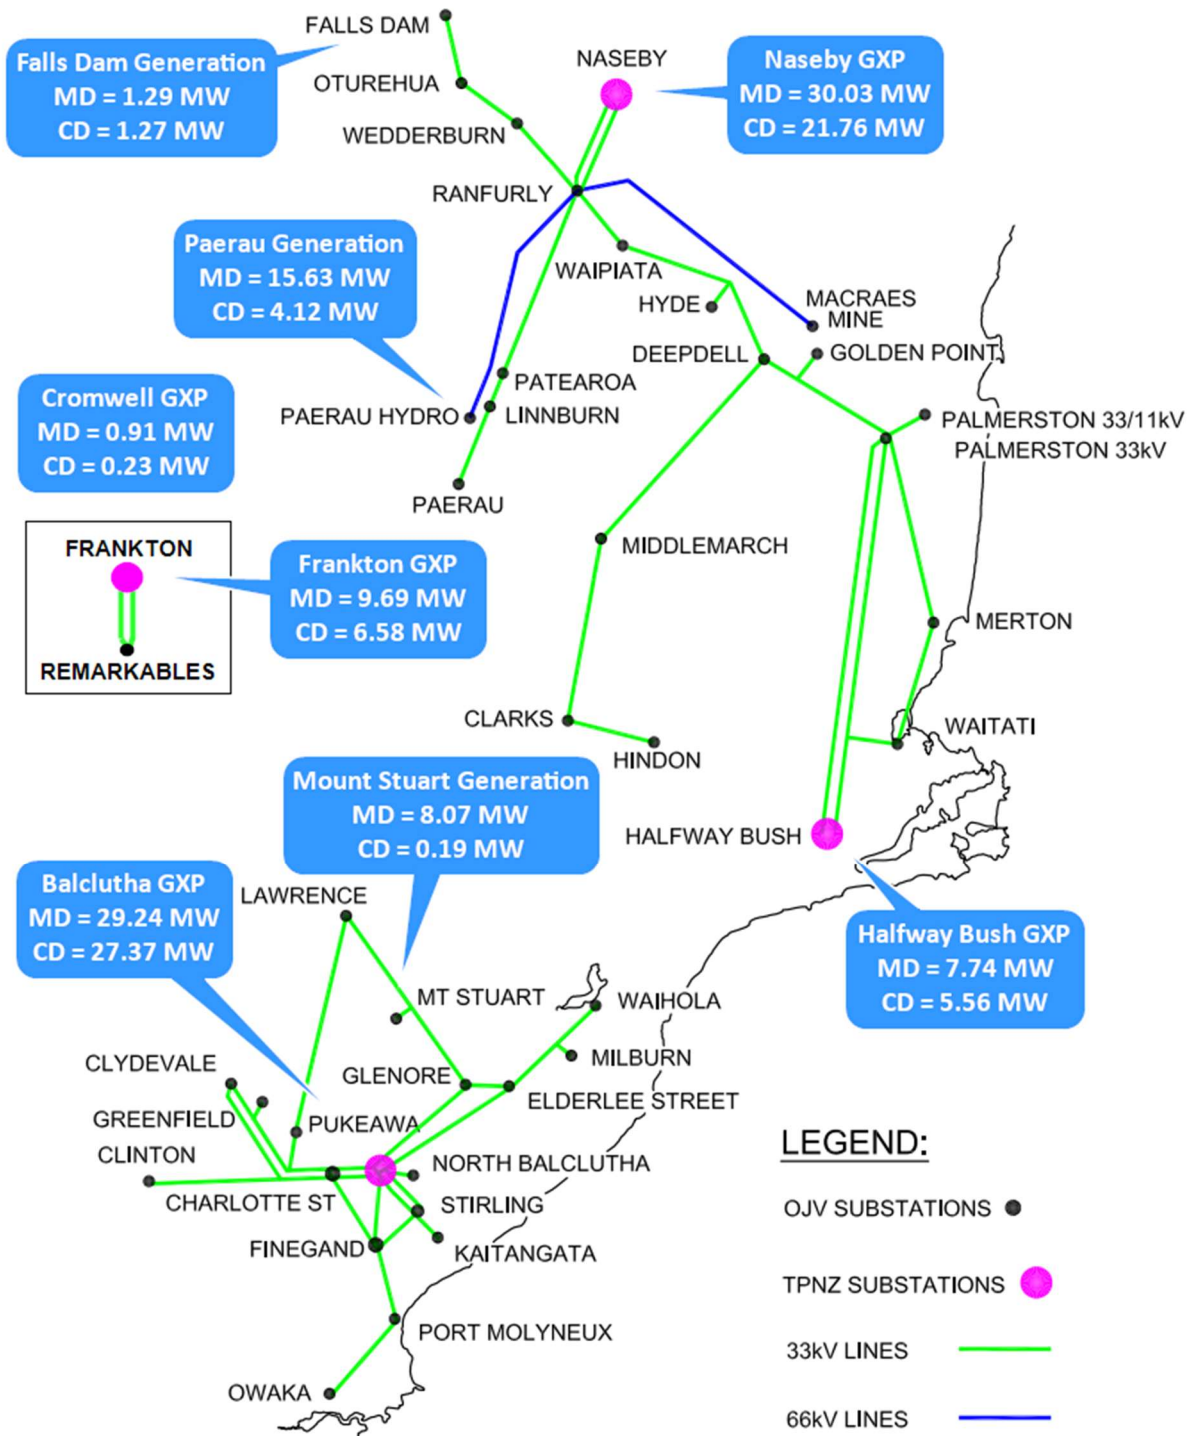 FALLS DAM
Falls Dam Generation
MD = 1.29 MW
CD = 1.27 MW
OTUREHUA
WEDDERBURN
NASEBY
Naseby GXP
MD = 30.03 MW
CD = 21.76 MW
RANFURLY
Paerau Generation
MD = 15.63 MW
CD = 4.12 MW
WAIPIATA
HYDE
MACRAES
MINE
DEEPDELL
GOLDEN POINT
PATEAROA
LINNBURN
PAERAU HYDRO
PALMERSTON 33/11kV
PALMERSTON 33kV
Cromwell GXP
MD = 0.91 MW
CD = 0.23 MW
PAERAU
FRANKTON
REMARKABLES
Frankton GXP
MD = 9.69 MW
CD = 6.58 MW
MIDDLEMARCH
MERTON
CLARKS
HINDON
WAITATI
HALFWAY BUSH
Mount Stuart Generation
MD = 8.07 MW
CD = 0.19 MW
Balclutha GXP
MD = 29.24 MW
CD = 27.37 MW
LAWRENCE
Halfway Bush GXP
MD = 7.74 MW
CD = 5.56 MW
MT STUART
WAIHOLA
MILBURN
CLYDEVALE
GLENORE
ELDERLEE STREET
GREENFIELD
PUKEAWA
CLINTON
NORTH BALCLUTHA
CHARLOTTE ST
STIRLING
FINEGAND
KAITANGATA
PORT MOLYNEUX
OWAKA
LEGEND:
OJV SUBSTATIONS
TPNZ SUBSTATIONS
33kV LINES
66kV LINES